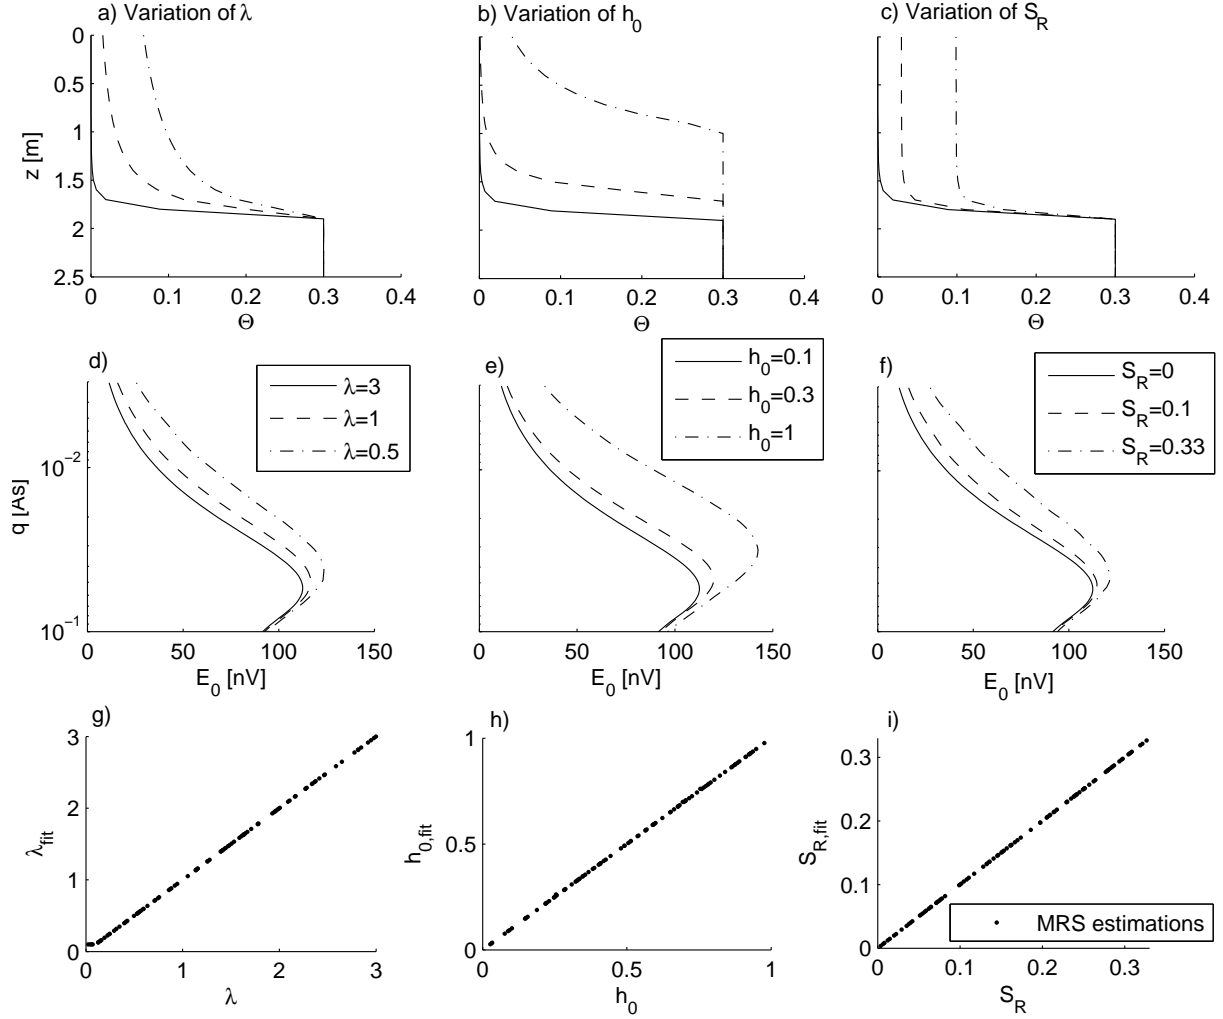 a) Variation of λ
b) Variation of h0
c) Variation of SR
0
0.5
1
1.5
2
2.5
z [m]
0 0.1 0.2 0.3 0.4
Θ
0 0.1 0.2 0.3 0.4
Θ
0 0.1 0.2 0.3 0.4
Θ
d)
λ=3
λ=1
λ=0.5
e)
h0=0.1
h0=0.3
h0=1
f)
SR=0
SR=0.1
SR=0.33
10−2
10−1
q [As]
0 50 100 150
E0 [nV]
0 50 100 150
E0 [nV]
0 50 100 150
E0 [nV]
g)
3
2
1
0
λfit
0 1 2 3
λ
h)
1
0.5
0
h0,fit
0 0.5 1
h0
i)
0.3
0.2
0.1
0
SR,fit
MRS estimations
0 0.1 0.2 0.3
SR